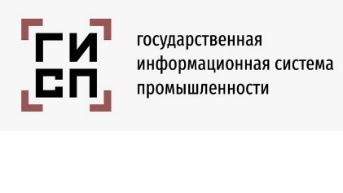 ГИ
СП
государственная
информационная система
промышленности